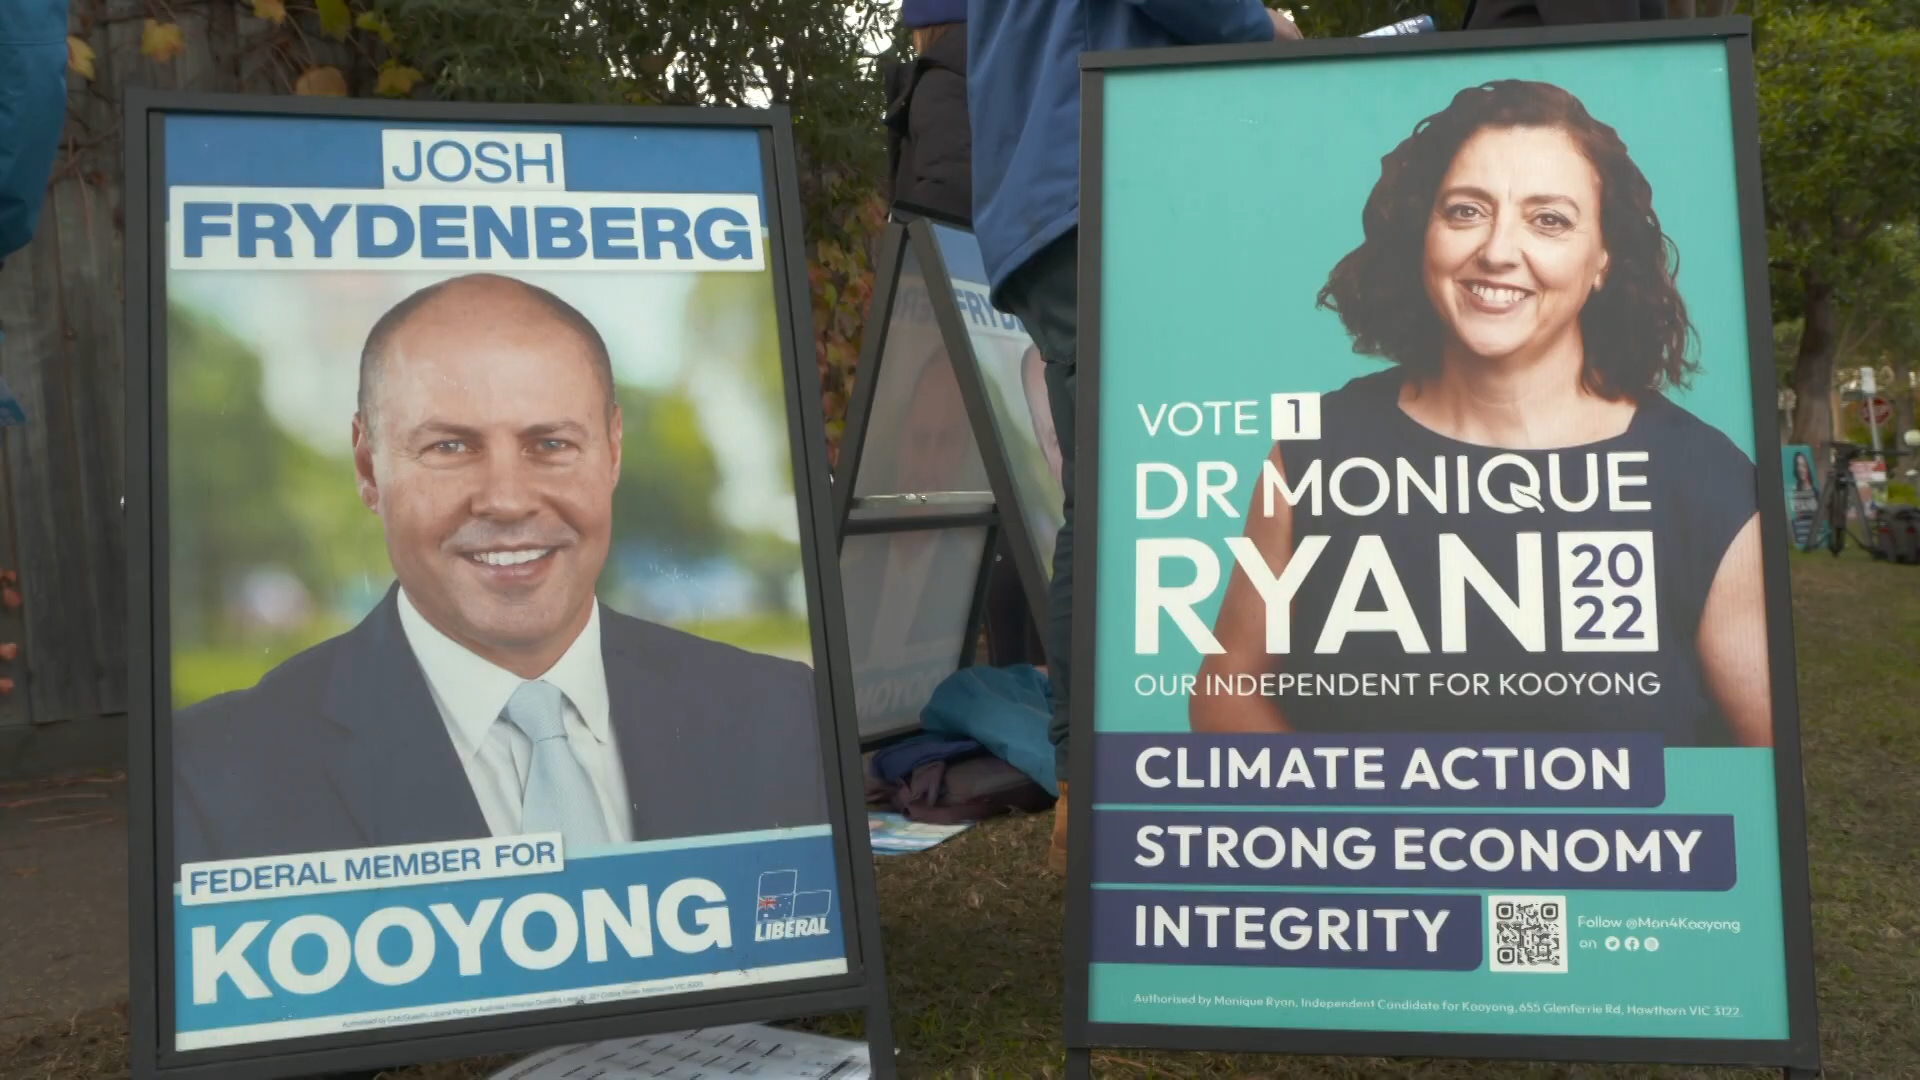 JOSH
FRYDENBERG
FEDERAL MEMBER FOR
KOOYONG
LIBERAL
FRYD
VOTE 1
DR MONIQUE
RYAN 20
22
OUR INDEPENDENT FOR KOOYONG
CLIMATE ACTION
STRONG ECONOMY
INTEGRITY
Follow @Mon4Kooyong
on
Authorised by Monique Ryan, Independent Candidate for Kooyong, 655 Glenferrie Rd, Hawthorn VIC 3122.